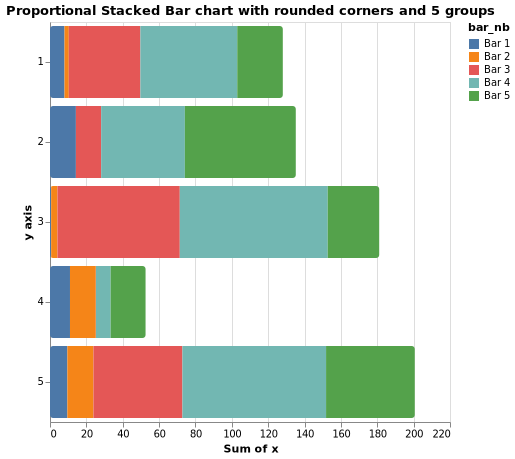 Proportional Stacked Bar chart with rounded corners and 5 groups
bar_nb
Bar 1
Bar 2
Bar 3
Bar 4
Bar 5
y axis
1
2
3
4
5
0 20 40 60 80 100 120 140 160 180 200 220
Sum of x